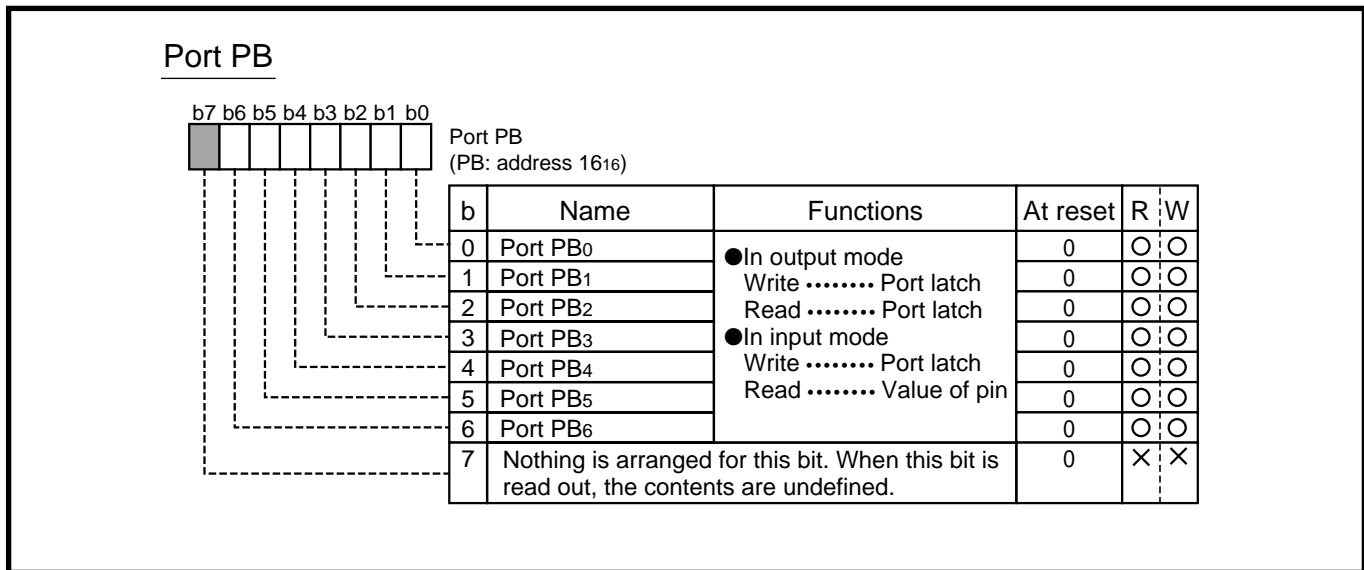 Port PB
b7 b6 b5 b4 b3 b2 b1 b0
Port PB
(PB: address 1616)
b Name Functions At reset R W
0 Port PB0 0 ○ ○
1 Port PB1 0 ○ ○
2 Port PB2 0 ○ ○
3 Port PB3 0 ○ ○
4 Port PB4 0 ○ ○
5 Port PB5 0 ○ ○
6 Port PB6 0 ○ ○
●In output mode
Write •••••••• Port latch
Read •••••••• Port latch
●In input mode
Write •••••••• Port latch
Read •••••••• Value of pin
7 Nothing is arranged for this bit. When this bit is 0 × ×
read out, the contents are undefined.